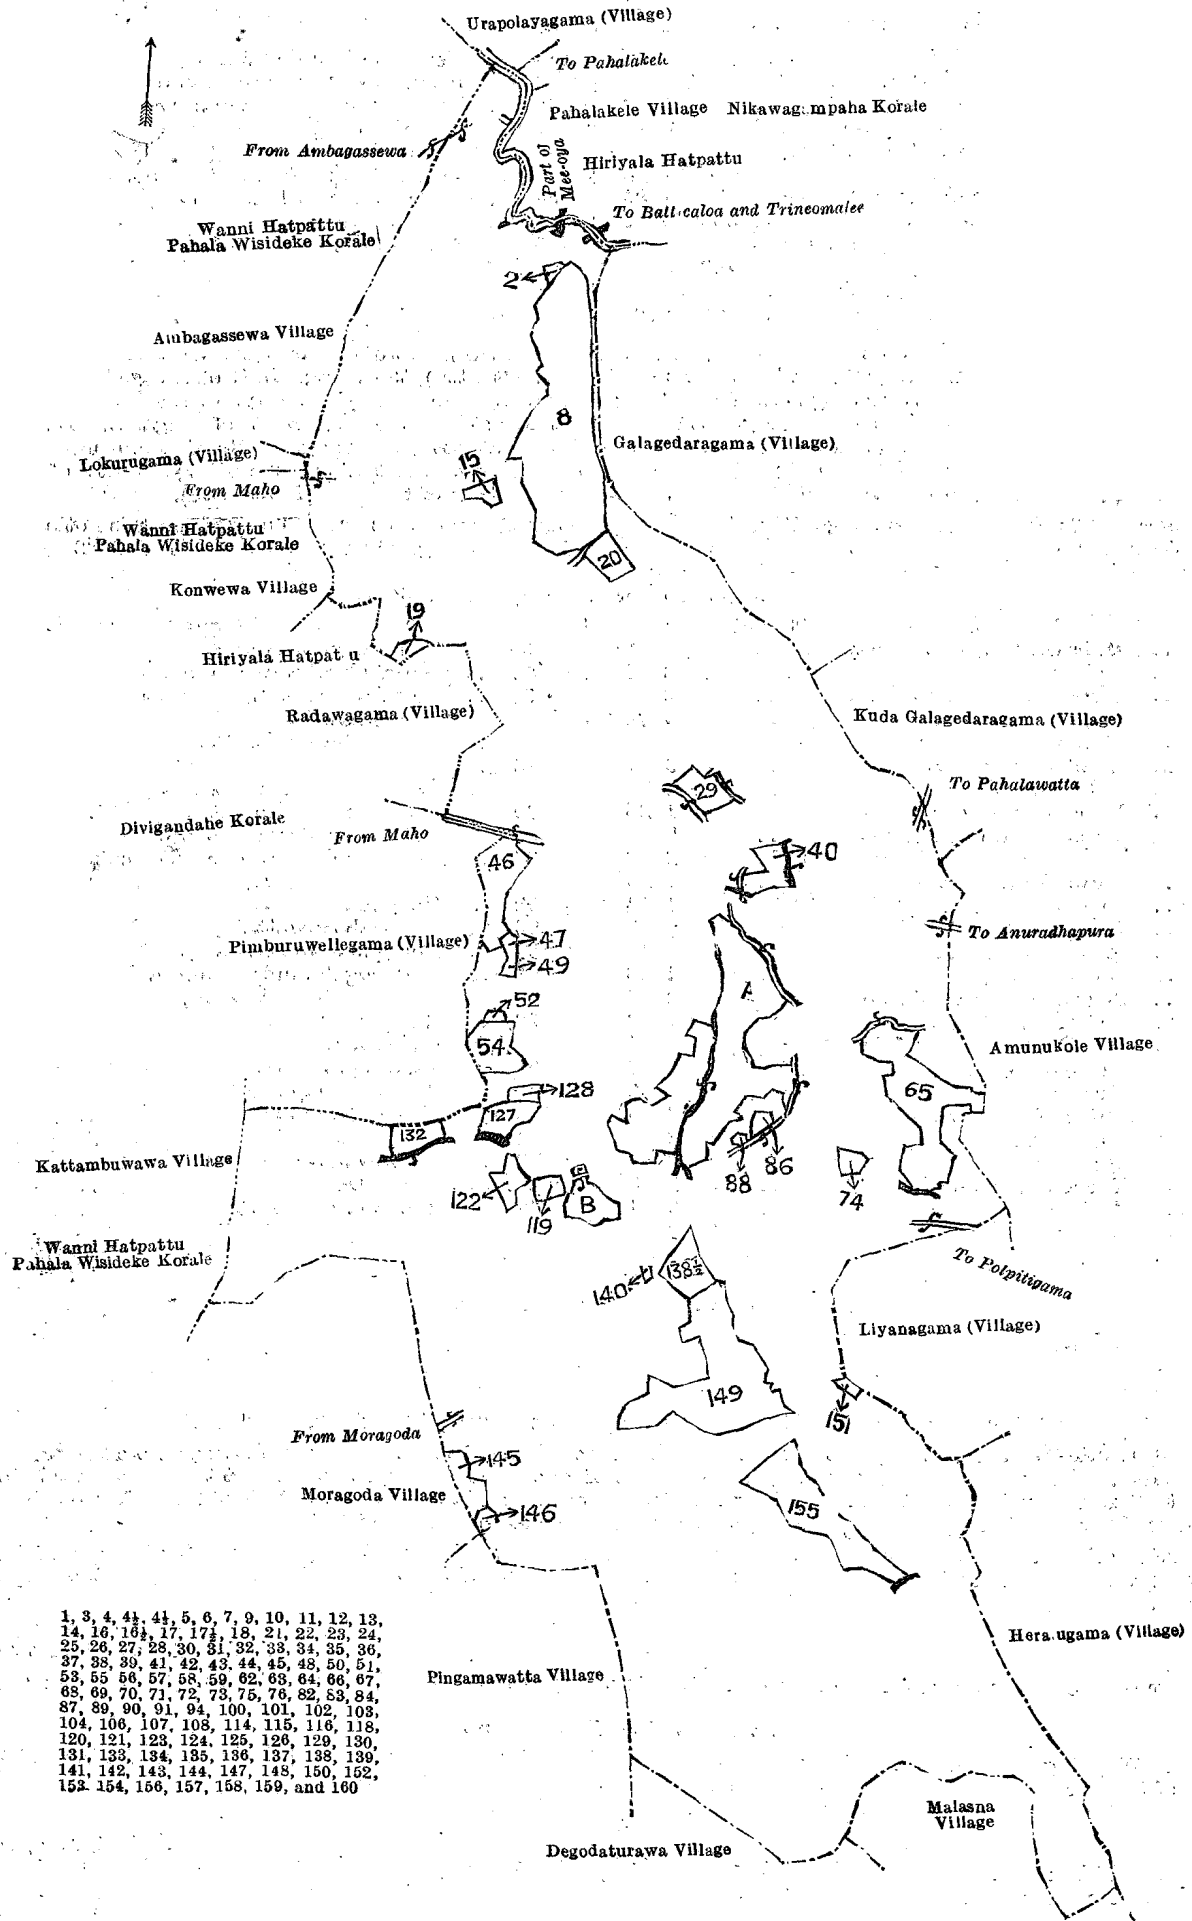 Urapolayagama (Village)
To Pahalakele
Pahalakele Village Nikawag.mpaha Korale
From Ambagassewa
Part of
Mee-oya
Hiriyala Hatpattu
To Batticaloa and Trincomalee
Wanni Hatpattu
Pahala Wisideke Korale
2
Ambagassewa Village
8
Galagedaragama (Village)
Lokurugama (Village)
15
From Maho
Wanni Hatpattu
Pahala Wisideke Korale
20
Konwewa Village
19
Hiriyala Hatpat u
Radawagama (Village)
Kuda Galagedaragama (Village)
29
To Pahalawatta
Divigandahe Korale
From Maho
46
40
Pimburuwellegama (Village)
47
49
To Anuradhapura
A
52
54
Amunukole Village
65
128
127
132
Kattambuwawa Village
88
86
74
122
119
B
Wanni Hatpattu
Pahala Wisideke Korale
To Polpitigama
140
138½
Liyanagama (Village)
149
151
From Moragoda
145
Moragoda Village
146
155
1, 3, 4, 4½, 4¼, 5, 6, 7, 9, 10, 11, 12, 13,
14, 16, 16½, 17, 17½, 18, 21, 22, 23, 24,
25, 26, 27, 28, 30, 31, 32, 33, 34, 35, 36,
37, 38, 39, 41, 42, 43, 44, 45, 48, 50, 51,
53, 55 56, 57, 58, 59, 62, 63, 64, 66, 67,
68, 69, 70, 71, 72, 73, 75, 76, 82, 83, 84,
87, 89, 90, 91, 94, 100, 101, 102, 103,
104, 106, 107, 108, 114, 115, 116, 118,
120, 121, 123, 124, 125, 126, 129, 130,
131, 133, 134, 135, 136, 137, 138, 139,
141, 142, 143, 144, 147, 148, 150, 152,
153 154, 156, 157, 158, 159, and 160
Hera.ugama (Village)
Pingamawatta Village
Malasna
Village
Degodaturawa Village